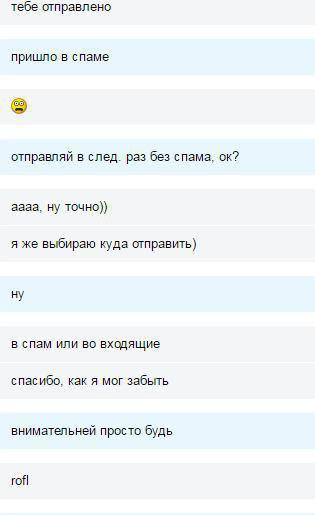 тебе отправлено
пришло в спаме
отправляй в след. раз без спама, ок?
аааа, ну точно))
я же выбираю куда отправить)
ну
в спам или во входящие
спасибо, как я мог забыть
внимательней просто будь
rofl